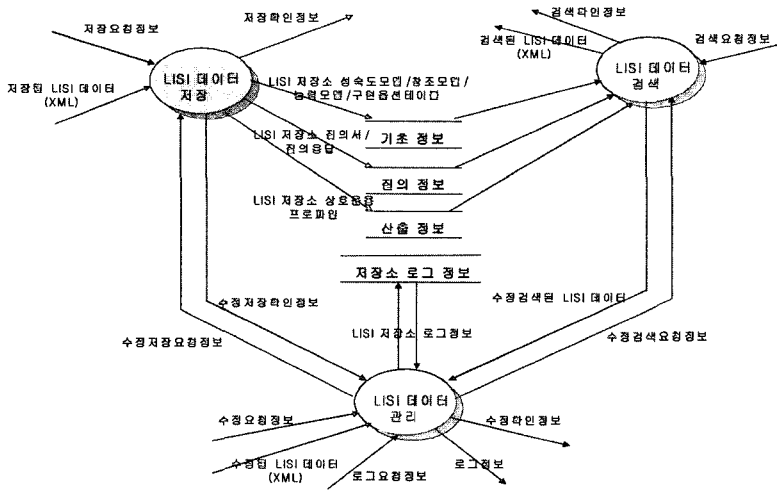 저장요청정보
저장확인정보
저장될 LISI 데이터
(XML)
LISI 데이터
저장
검색확인정보
검색된 LISI 데이터
(XML)
검색요청정보
LISI 데이터
검색
LISI 저장소 성숙도모델/참조모델/
능력모델/구현옵션테이블
기초 정보
LISI 저장소 질의서/
질의응답
질의 정보
LISI 저장소 상호운용
프로파일
산출 정보
저장소 로그 정보
수정저장확인정보
수정검색된 LISI 데이터
LISI 저장소 로그정보
수정저장요청정보
수정검색요청정보
LISI 데이터
관리
수정요청정보
수정확인정보
수정될 LISI 데이터
(XML)
로그요청정보
로그정보